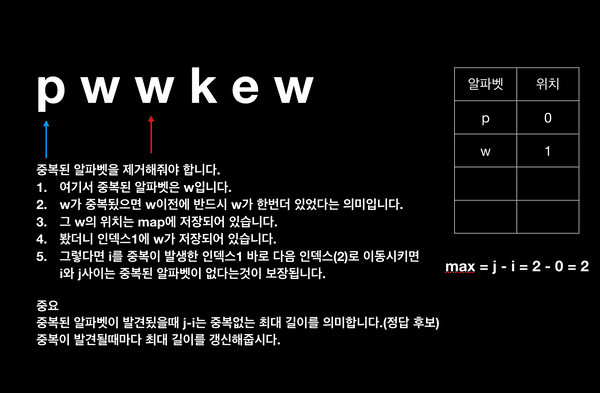 p w w k e w
알파벳 위치
p 0
w 1
중복된 알파벳을 제거해줘야 합니다.
1. 여기서 중복된 알파벳은 w입니다.
2. w가 중복됬으면 w이전에 반드시 w가 한번더 있었다는 의미입니다.
3. 그 w의 위치는 map에 저장되어 있습니다.
4. 봤더니 인덱스1에 w가 저장되어 있습니다.
5. 그렇다면 i를 중복이 발생한 인덱스1 바로 다음 인덱스(2)로 이동시키면
i와 j사이는 중복된 알파벳이 없다는것이 보장됩니다.
max = j - i = 2 - 0 = 2
중요
중복된 알파벳이 발견됬을때 j-i는 중복없는 최대 길이를 의미합니다.(정답 후보)
중복이 발견될때마다 최대 길이를 갱신해줍시다.